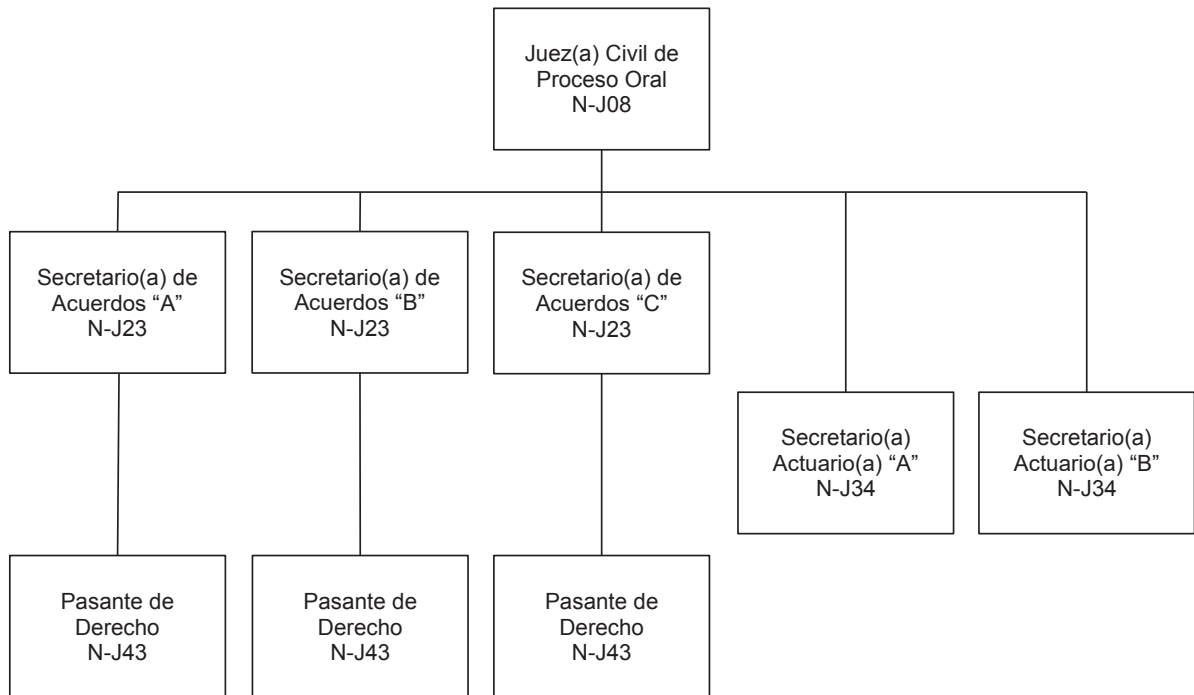 Juez(a) Civil de
Proceso Oral
N-J08
Secretario(a) de
Acuerdos “A”
N-J23
Secretario(a) de
Acuerdos “B”
N-J23
Secretario(a) de
Acuerdos “C”
N-J23
Secretario(a)
Actuario(a) “A”
N-J34
Secretario(a)
Actuario(a) “B”
N-J34
Pasante de
Derecho
N-J43
Pasante de
Derecho
N-J43
Pasante de
Derecho
N-J43